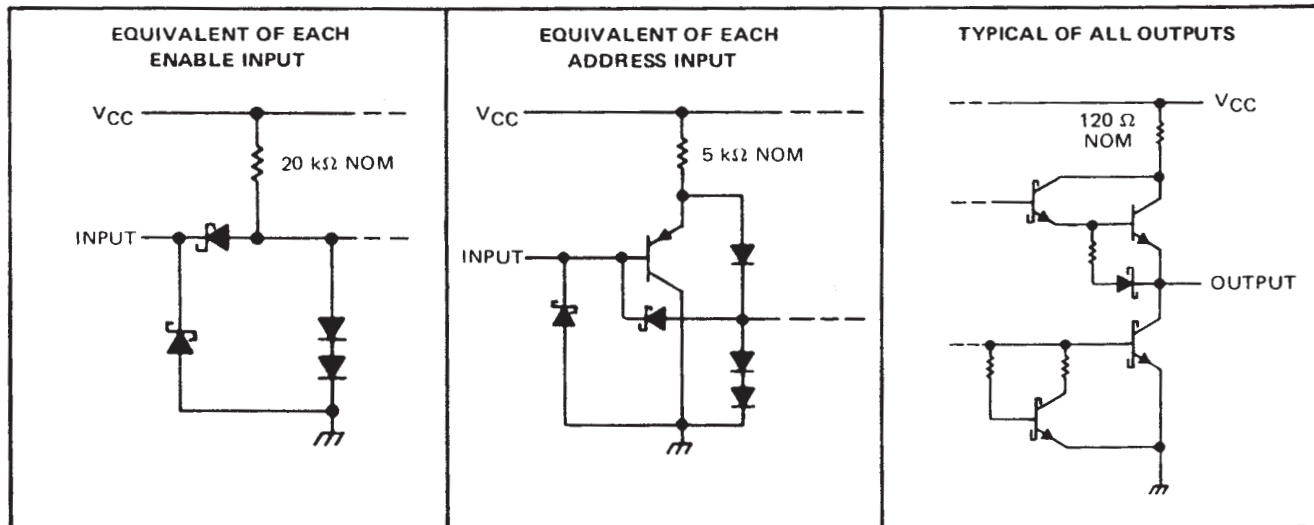 EQUIVALENT OF EACH
ENABLE INPUT
VCC
20 kΩ NOM
INPUT
EQUIVALENT OF EACH
ADDRESS INPUT
VCC
5 kΩ NOM
INPUT
TYPICAL OF ALL OUTPUTS
VCC
120 Ω
NOM
OUTPUT